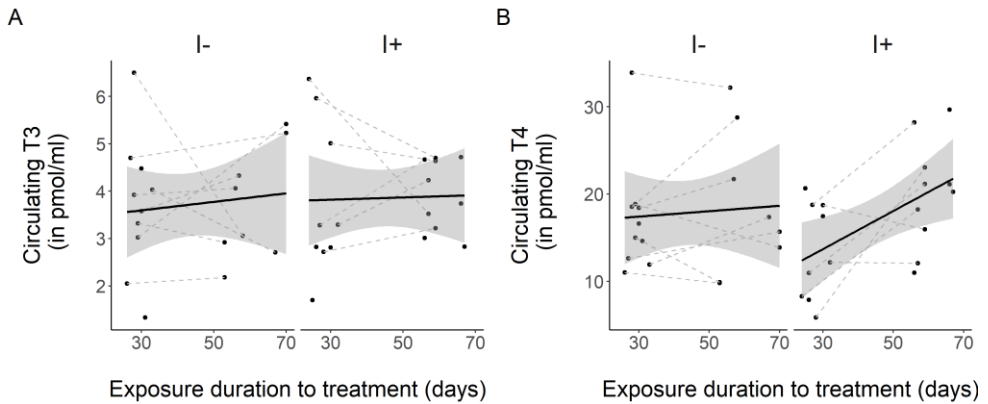 A
I-
I+
Circulating T3
(in pmol/ml)
6
5
4
3
2
30
50
70
30
50
70
Exposure duration to treatment (days)
B
I-
I+
Circulating T4
(in pmol/ml)
30
20
10
30
50
70
30
50
70
Exposure duration to treatment (days)